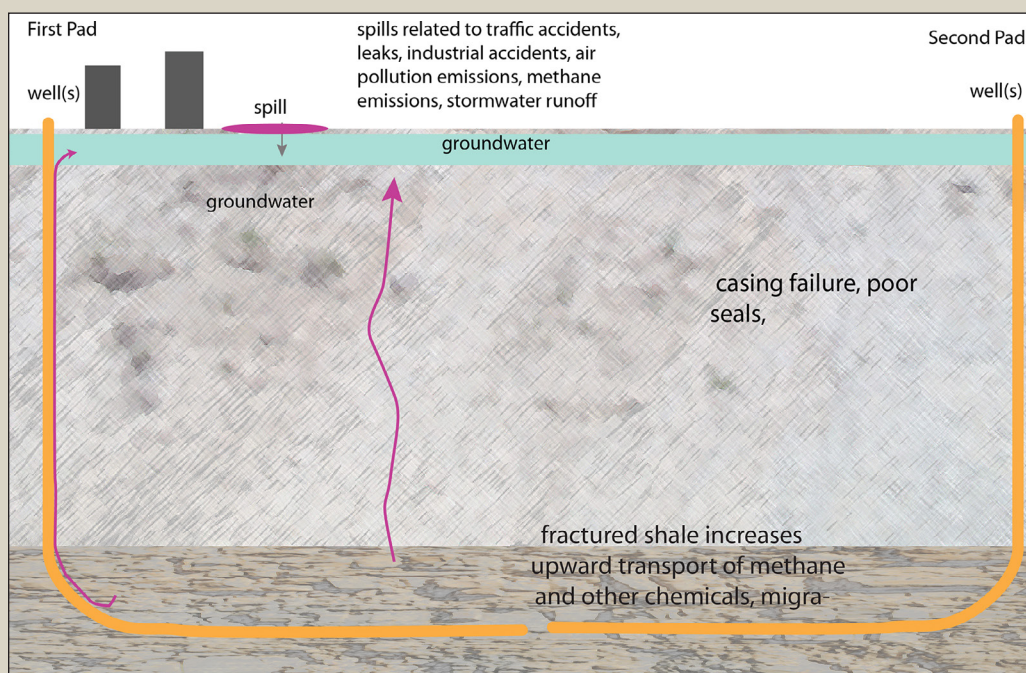 First Pad
spills related to traffic accidents,
leaks, industrial accidents, air
pollution emissions, methane
emissions, stormwater runoff
Second Pad
well(s)
well(s)
spill
groundwater
groundwater
casing failure, poor
seals,
fractured shale increases
upward transport of methane
and other chemicals, migra-